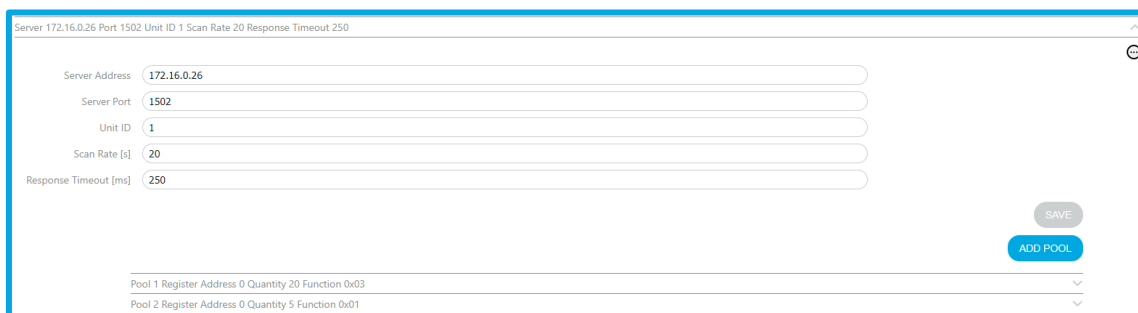 Server 172.16.0.26 Port 1502 Unit ID 1 Scan Rate 20 Response Timeout 250
Server Address 172.16.0.26
Server Port 1502
Unit ID 1
Scan Rate [s] 20
Response Timeout [ms] 250
SAVE
ADD POOL
Pool 1 Register Address 0 Quantity 20 Function 0x03
Pool 2 Register Address 0 Quantity 5 Function 0x01